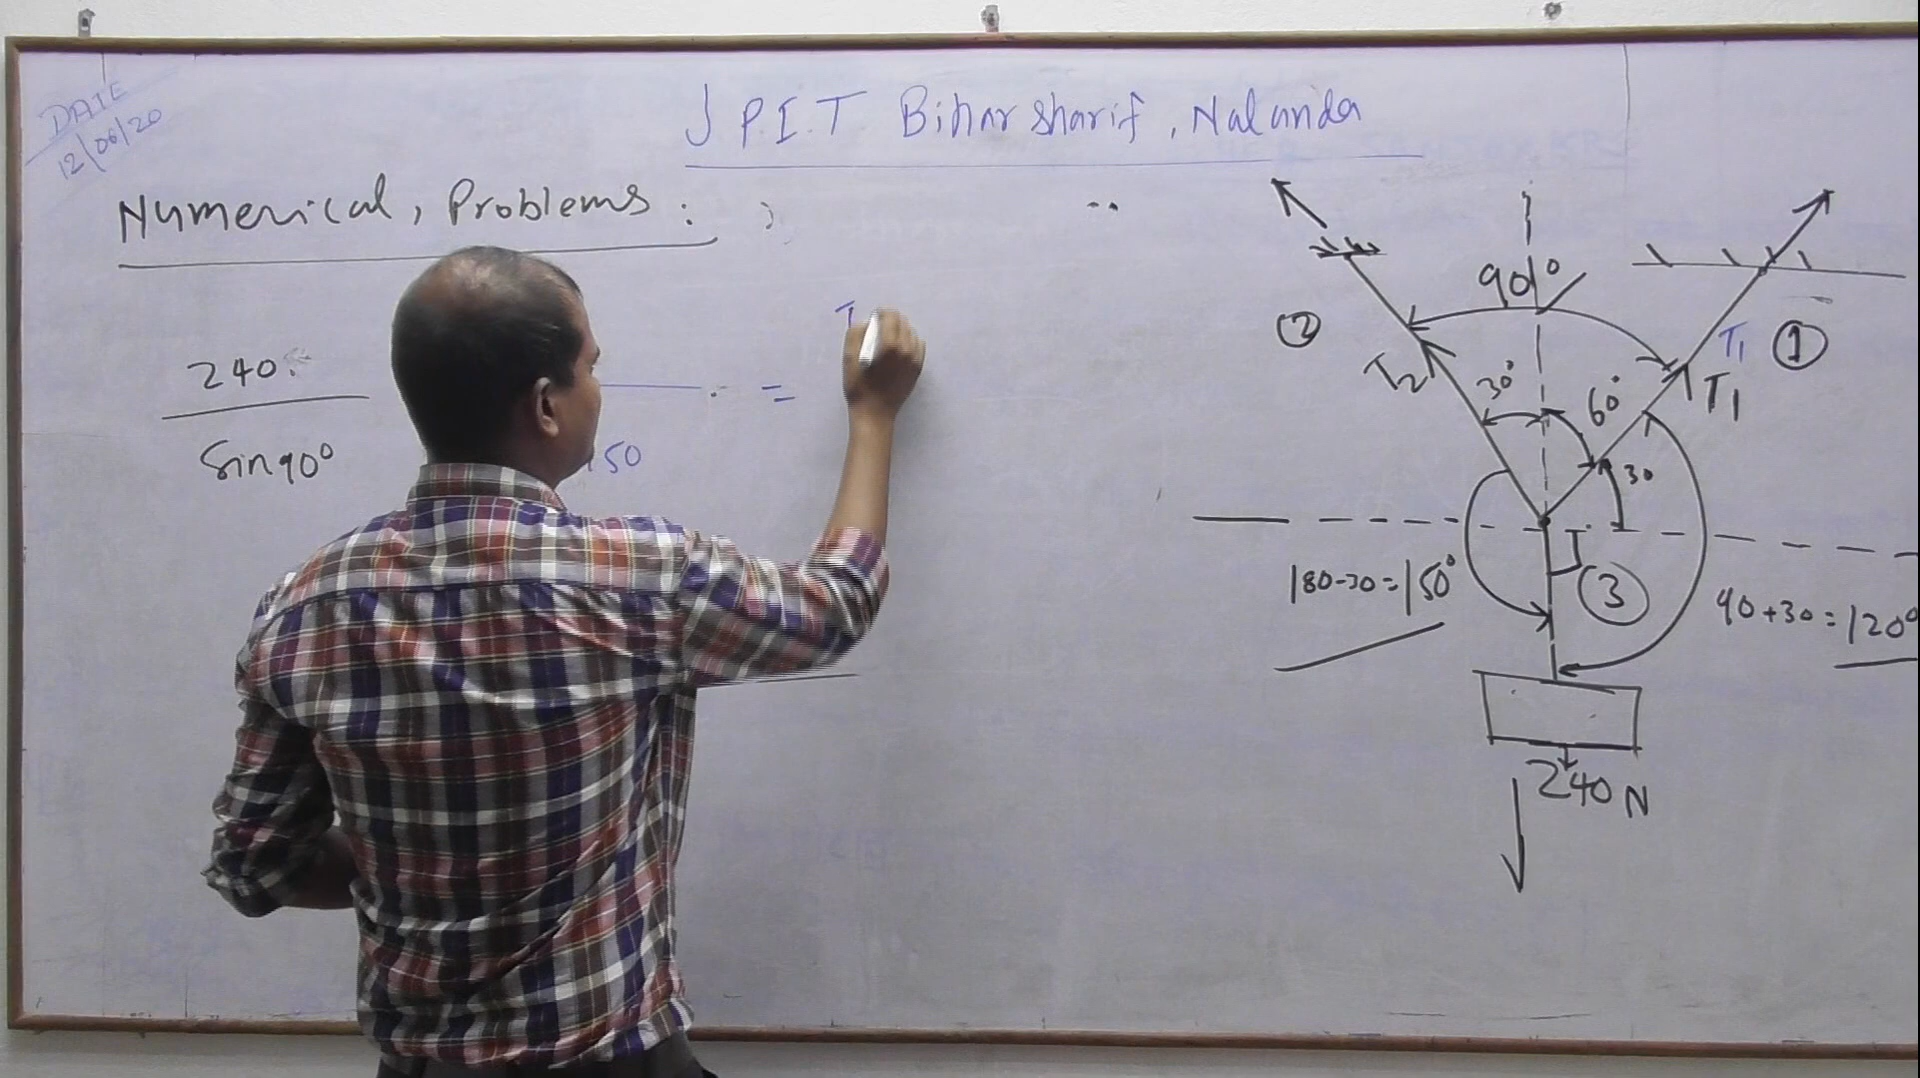 DATE
12/06/20
J P.I.T Bihar sharif, Nalanda
Numerical, Problems :
240
Sin90°
150
=
T
90°
2
T2
30°
60°
T1
1
T1
30
180-30=150°
3
90+30=120°
240 N